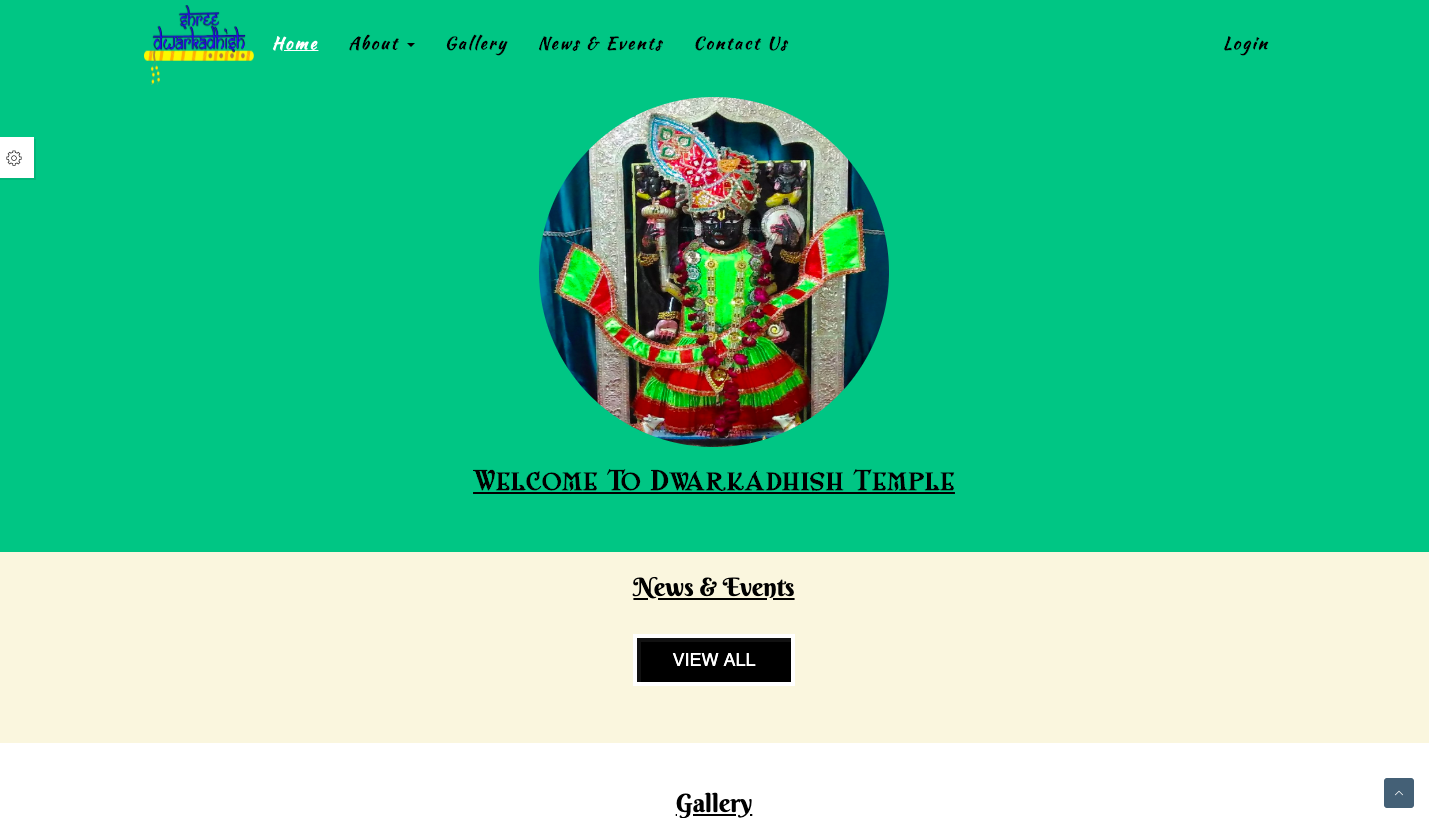 Shree
Dwarkadhish
Home About Gallery News & Events Contact Us Login
Welcome To Dwarkadhish Temple
News & Events
VIEW ALL
Gallery